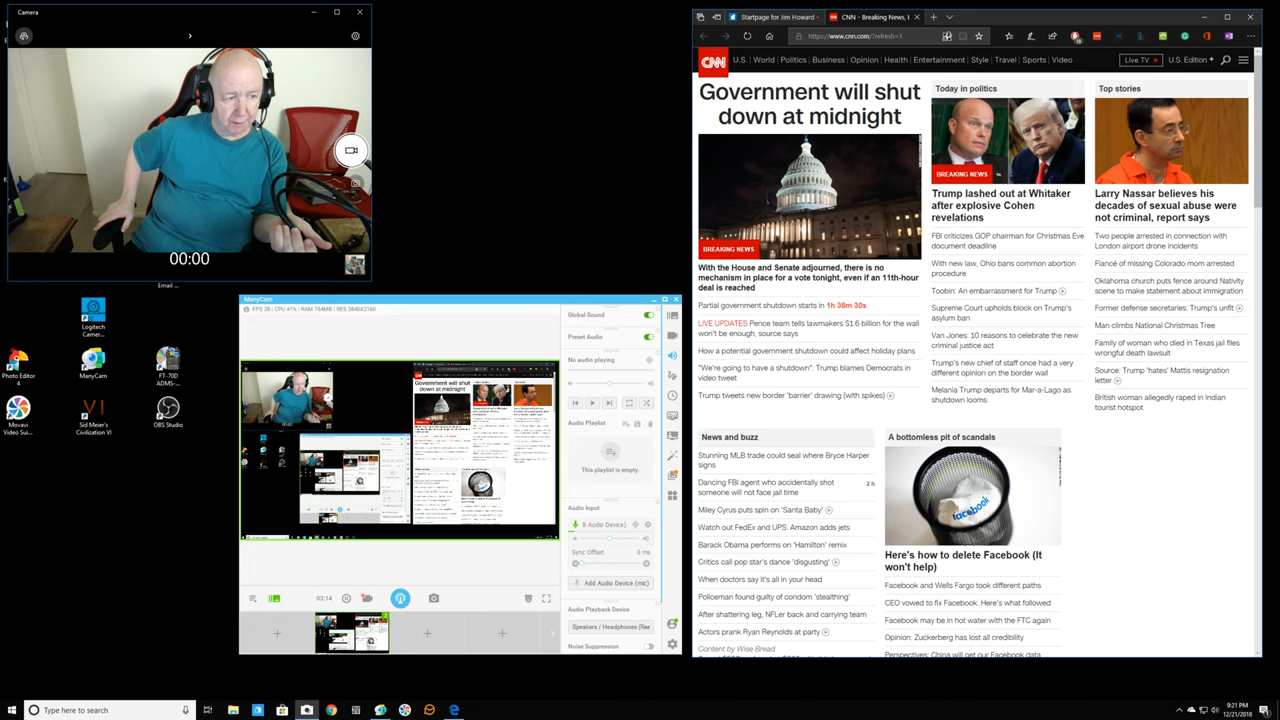 Camera
00:00
Email ...
Logitech
Camer...
Photo Editor
4
ManyCam
FT-70D
ADMS-...
Movavi
Video Sui...
Sid Meier's
Civilization VI
OBS Studio
ManyCam
FPS 38 | CPU 41% | RAM 764MB | RES 3840X2160
Global Sound
Preset Audio
No audio playing
Audio Playlist
This playlist is empty.
Audio Input
B Audio Device)
Sync Offset 0 ms
Add Audio Device (mic)
Audio Playback Device
Speakers / Headphones (Rea
Noise Suppression
03:14
Startpage for Jim Howard -
CNN - Breaking News, L
https://www.cnn.com/?refresh=1
CNN U.S. World Politics Business Opinion Health Entertainment Style Travel Sports Video
Live TV U.S. Edition +
Government will shut
down at midnight
BREAKING NEWS
With the House and Senate adjourned, there is no
mechanism in place for a vote tonight, even if an 11th-hour
deal is reached
Partial government shutdown starts in 1h 38m 30s
LIVE UPDATES Pence team tells lawmakers $1.6 billion for the wall
won't be enough, source says
How a potential government shutdown could affect holiday plans
'We're going to have a shutdown': Trump blames Democrats in
video tweet
Trump tweets new border 'barrier' drawing (with spikes)
Today in politics
BREAKING NEWS
Trump lashed out at Whitaker
after explosive Cohen
revelations
FBI criticizes GOP chairman for Christmas Eve
document deadline
With new law, Ohio bans common abortion
procedure
Toobin: An embarrassment for Trump
Supreme Court upholds block on Trump's
asylum ban
Van Jones: 10 reasons to celebrate the new
criminal justice act
Trump's new chief of staff once had a very
different opinion on the border wall
Melania Trump departs for Mar-a-Lago as
shutdown looms
Top stories
Larry Nassar believes his
decades of sexual abuse were
not criminal, report says
Two people arrested in connection with
London airport drone incidents
Fiancé of missing Colorado mom arrested
Oklahoma church puts fence around Nativity
scene to make statement about immigration
Former defense secretaries: Trump's unfit
Man climbs National Christmas Tree
Family of woman who died in Texas jail files
wrongful death lawsuit
Source: Trump 'hates' Mattis resignation
letter
British woman allegedly raped in Indian
tourist hotspot
News and buzz
Stunning MLB trade could seal where Bryce Harper
signs
Dancing FBI agent who accidentally shot
someone will not face jail time
2 h
Miley Cyrus puts spin on 'Santa Baby'
Watch out FedEx and UPS: Amazon adds jets
Barack Obama performs on 'Hamilton' remix
Critics call pop star's dance 'disgusting'
When doctors say it's all in your head
Policeman found guilty of condom 'stealthing'
After shattering leg, NFLer back and carrying team
Actors prank Ryan Reynolds at party
Content by Wise Bread
A bottomless pit of scandals
facebook
Here's how to delete Facebook (It
won't help)
Facebook and Wells Fargo took different paths
CEO vowed to fix Facebook. Here's what followed
Facebook may be in hot water with the FTC again
Opinion: Zuckerberg has lost all credibility
Perspectives: China will get our Facebook data
Type here to search
9:21 PM
12/21/2018